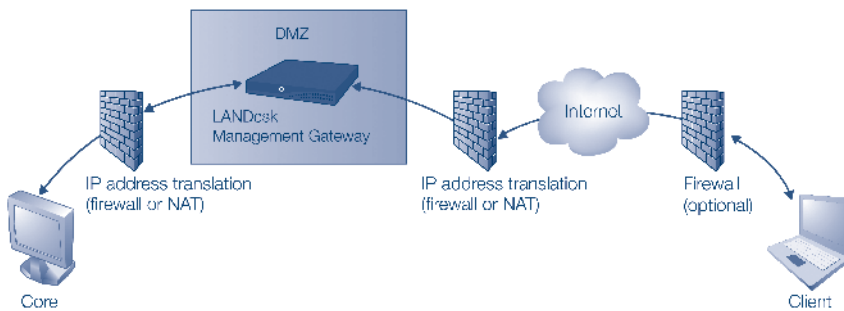 DMZ
LANDesk
Management Gateway
Internet
IP address translation
(firewall or NAT)
IP address translation
(firewall or NAT)
Firewall
(optional)
Core
Client